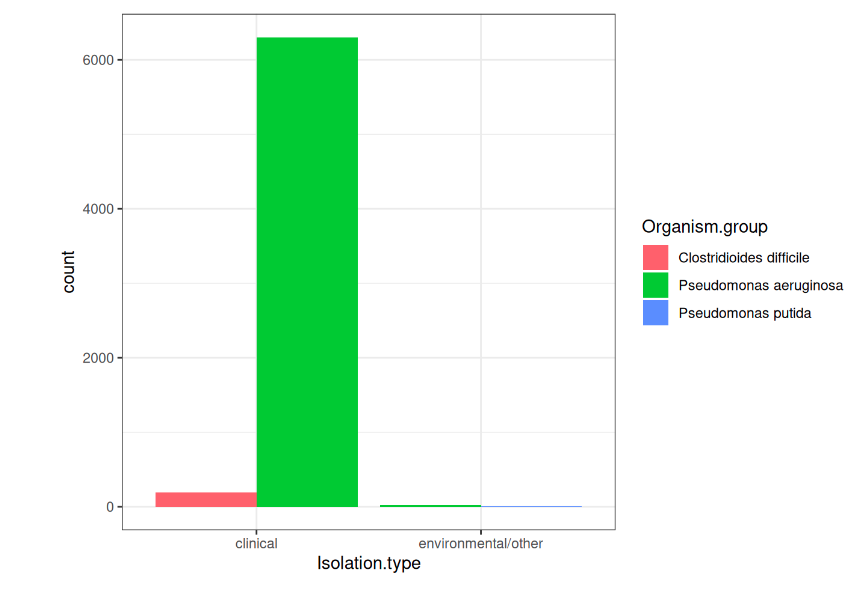 6000
4000
2000
0
count
clinical
environmental/other
Isolation.type
Organism.group
Clostridioides difficile
Pseudomonas aeruginosa
Pseudomonas putida